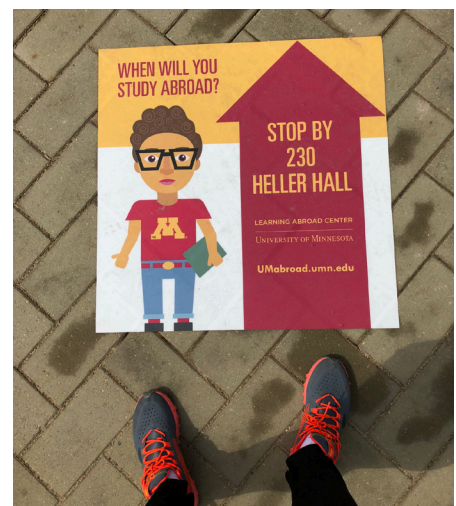 WHEN WILL YOU
STUDY ABROAD?
M
STOP BY
230
HELLER HALL
LEARNING ABROAD CENTER
UNIVERSITY OF MINNESOTA
UMabroad.umn.edu